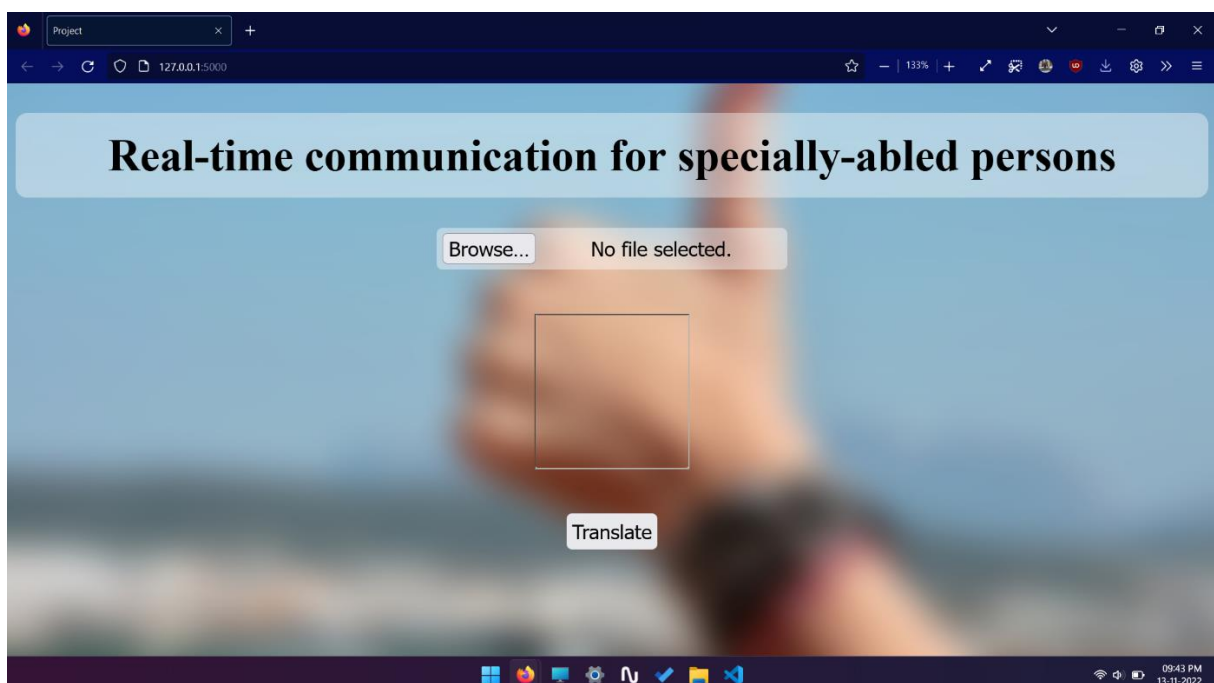 Project
127.0.0.1:5000
133%
Real-time communication for specially-abled persons
Browse...
No file selected.
Translate
09:43 PM
13-11-2022